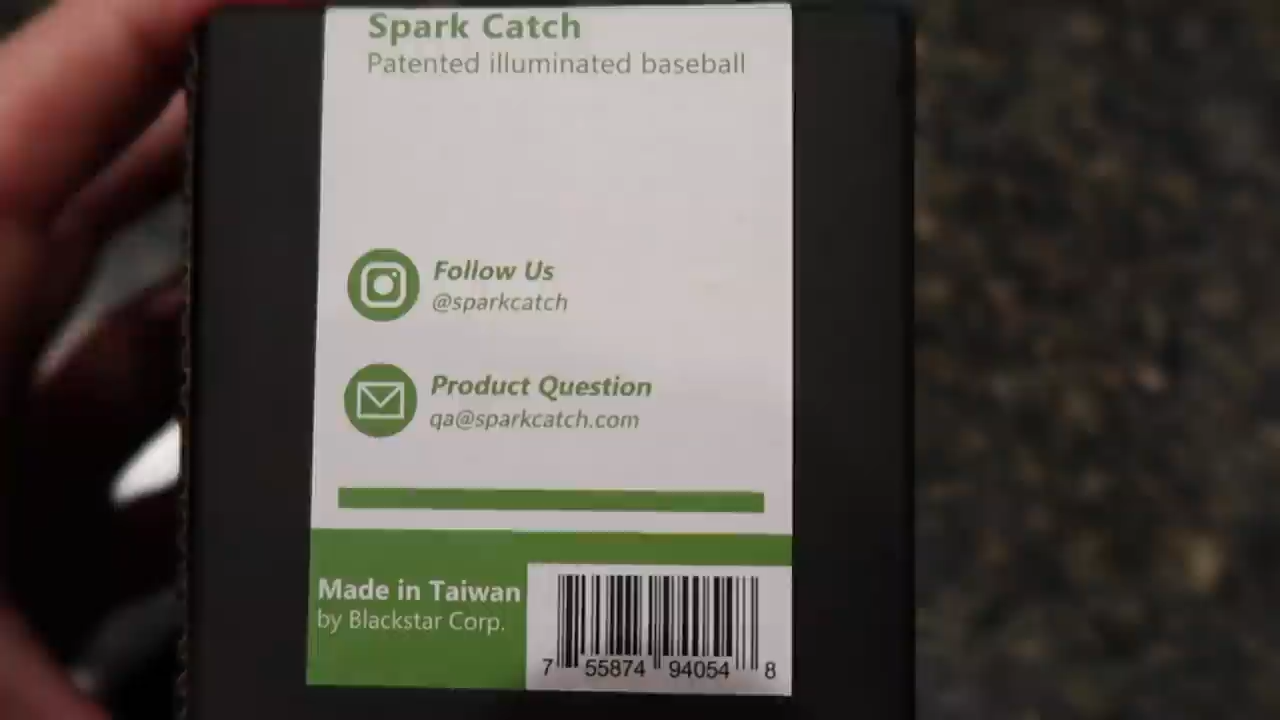 Spark Catch
Patented illuminated baseball
Follow Us
@sparkcatch
Product Question
qa@sparkcatch.com
Made in Taiwan
by Blackstar Corp.
7 55874 94054 8